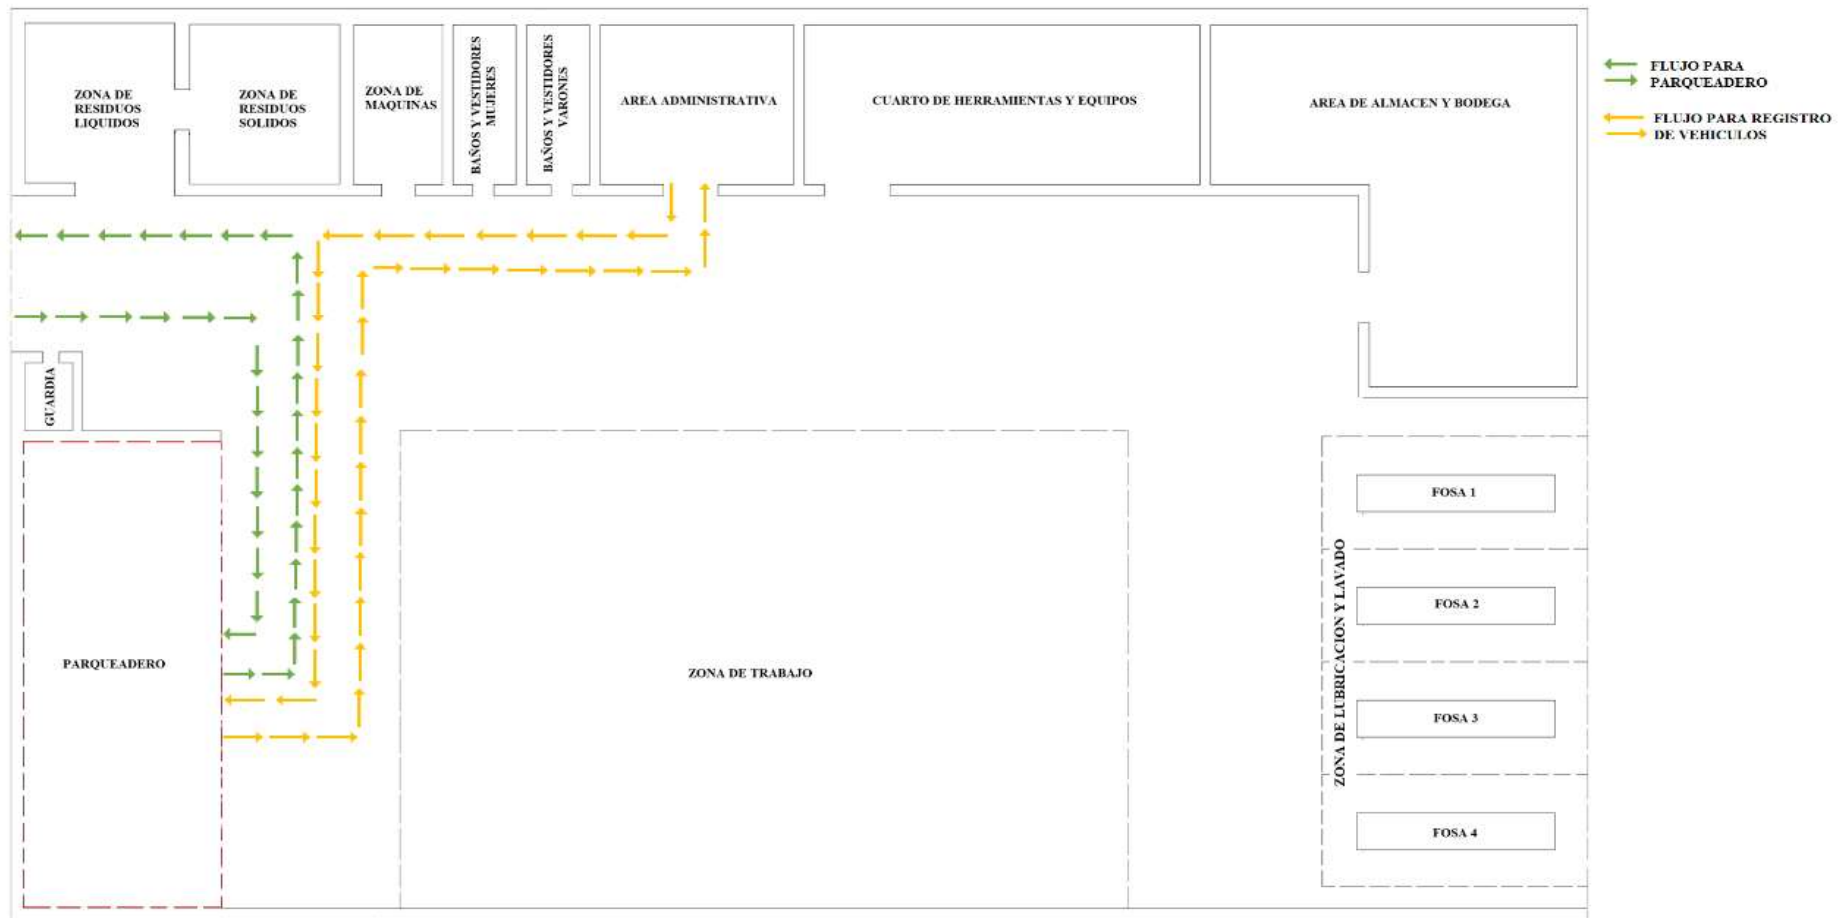 ZONA DE
RESIDUOS
LIQUIDOS
ZONA DE
RESIDUOS
SOLIDOS
ZONA DE
MAQUINAS
BAÑOS Y VESTIDORES
MUJERES
BAÑOS Y VESTIDORES
VARONES
AREA ADMINISTRATIVA
CUARTO DE HERRAMIENTAS Y EQUIPOS
AREA DE ALMACEN Y BODEGA
FLUJO PARA
PARQUEADERO
FLUJO PARA REGISTRO
DE VEHICULOS
GUARDIA
PARQUEADERO
ZONA DE TRABAJO
ZONA DE LUBRICACION Y LAVADO
FOSA 1
FOSA 2
FOSA 3
FOSA 4